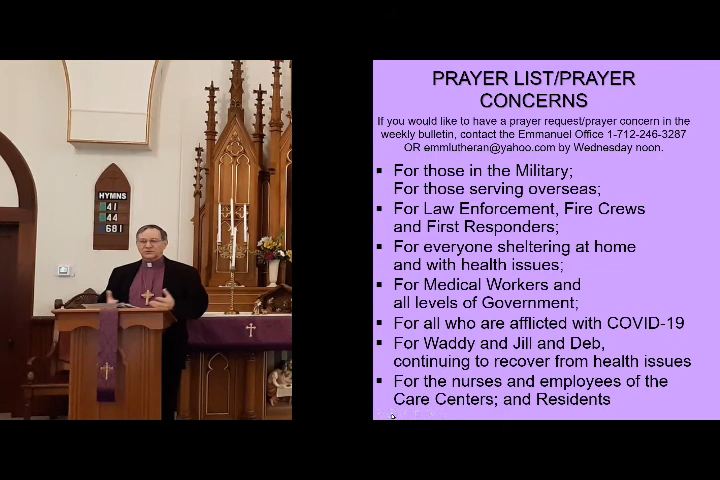 HYMNS
41
44
681
PRAYER LIST/PRAYER
CONCERNS
If you would like to have a prayer request/prayer concern in the
weekly bulletin, contact the Emmanuel Office 1-712-246-3287
OR emmlutheran@yahoo.com by Wednesday noon.
▪ For those in the Military;
For those serving overseas;
▪ For Law Enforcement, Fire Crews
and First Responders;
▪ For everyone sheltering at home
and with health issues;
▪ For Medical Workers and
all levels of Government;
▪ For all who are afflicted with COVID-19
▪ For Waddy and Jill and Deb,
continuing to recover from health issues
▪ For the nurses and employees of the
Care Centers; and Residents